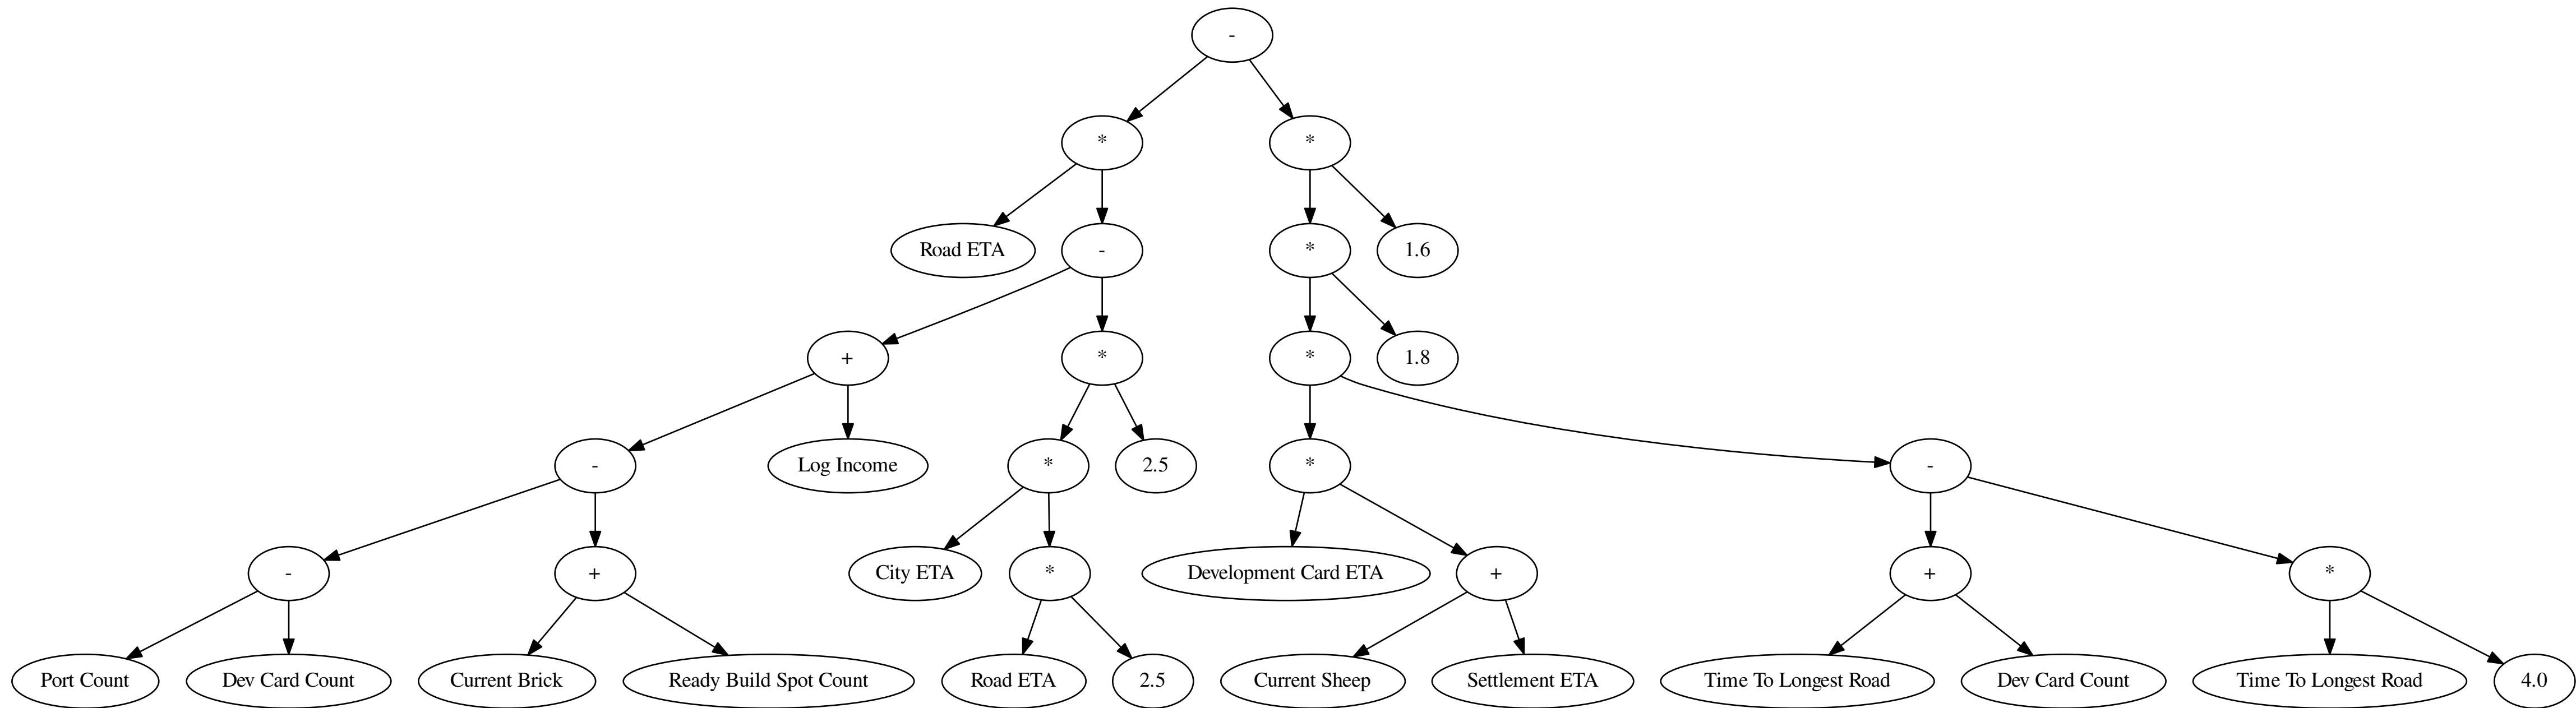 -
* *
Road ETA - * 1.6
+ * * 1.8
- Log Income * 2.5 * -
- + City ETA * Development Card ETA + + *
Port Count Dev Card Count Current Brick Ready Build Spot Count Road ETA 2.5 Current Sheep Settlement ETA Time To Longest Road Dev Card Count Time To Longest Road 4.0